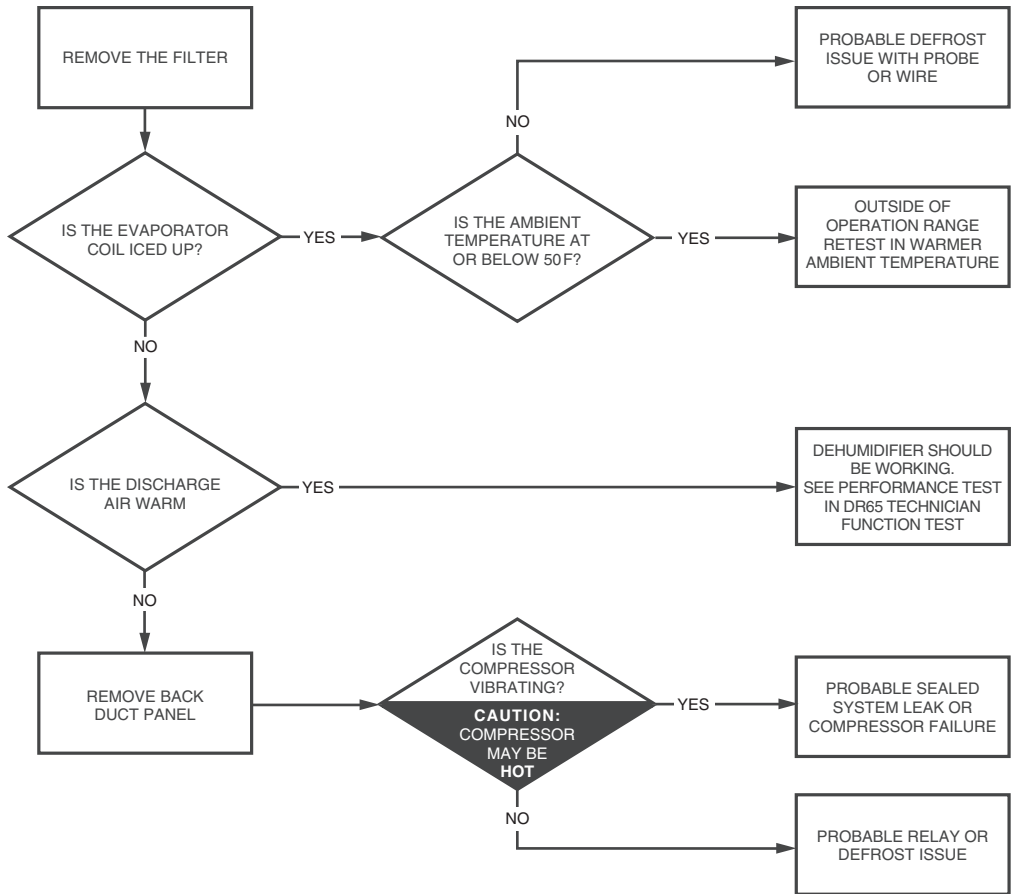 REMOVE THE FILTER
PROBABLE DEFROST
ISSUE WITH PROBE
OR WIRE
NO
IS THE EVAPORATOR
COIL ICED UP?
YES
IS THE AMBIENT
TEMPERATURE AT
OR BELOW 50F?
YES
OUTSIDE OF
OPERATION RANGE
RETEST IN WARMER
AMBIENT TEMPERATURE
NO
IS THE DISCHARGE
AIR WARM
YES
DEHUMIDIFIER SHOULD
BE WORKING.
SEE PERFORMANCE TEST
IN DR65 TECHNICIAN
FUNCTION TEST
NO
REMOVE BACK
DUCT PANEL
IS THE
COMPRESSOR
VIBRATING?
CAUTION:
COMPRESSOR
MAY BE
HOT
YES
PROBABLE SEALED
SYSTEM LEAK OR
COMPRESSOR FAILURE
NO
PROBABLE RELAY OR
DEFROST ISSUE